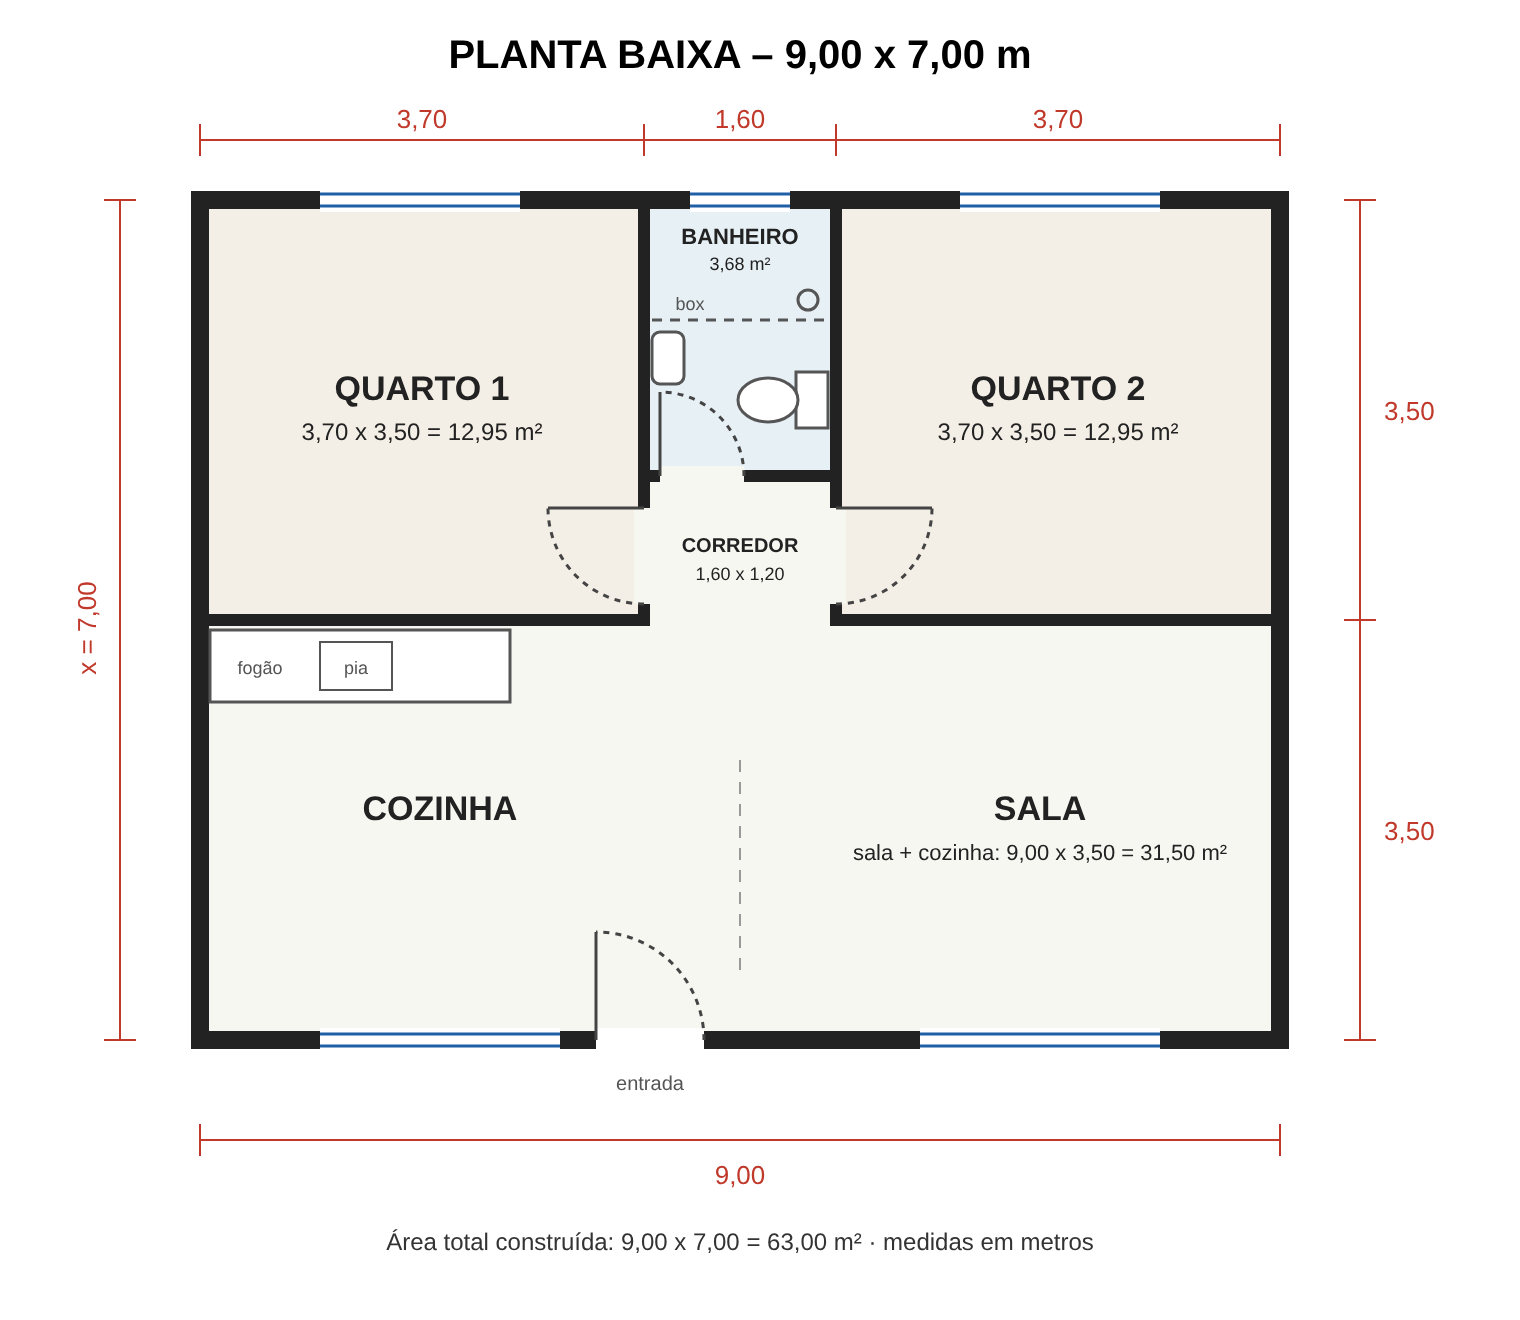 PLANTA BAIXA – 9,00 x 7,00 m
3,70
1,60
3,70
BANHEIRO
3,68 m²
box
QUARTO 1
3,70 x 3,50 = 12,95 m²
QUARTO 2
3,70 x 3,50 = 12,95 m²
3,50
CORREDOR
1,60 x 1,20
x = 7,00
fogão
pia
COZINHA
SALA
sala + cozinha: 9,00 x 3,50 = 31,50 m²
3,50
entrada
9,00
Área total construída: 9,00 x 7,00 = 63,00 m² · medidas em metros